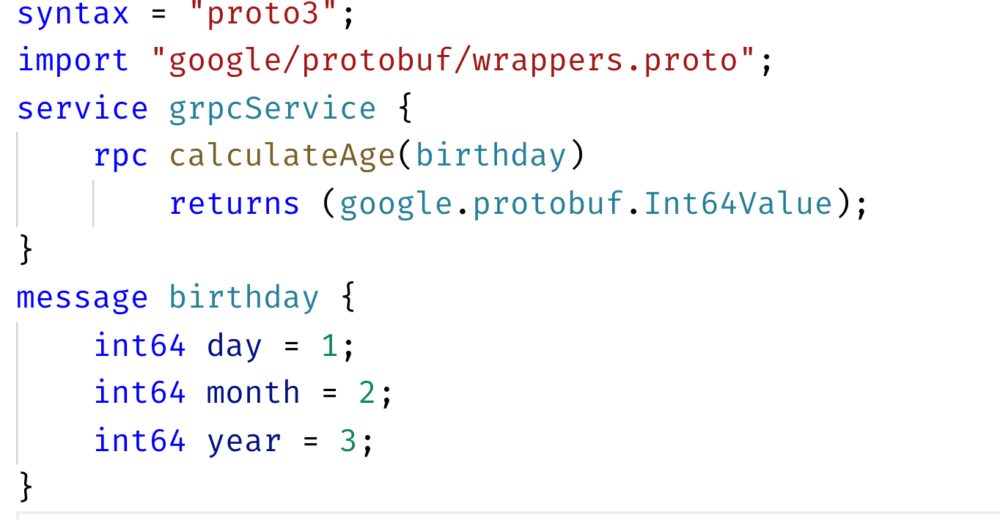 syntax = "proto3";
import "google/protobuf/wrappers.proto";
service grpcService {
    rpc calculateAge(birthday)
        returns (google.protobuf.Int64Value);
}
message birthday {
    int64 day = 1;
    int64 month = 2;
    int64 year = 3;
}